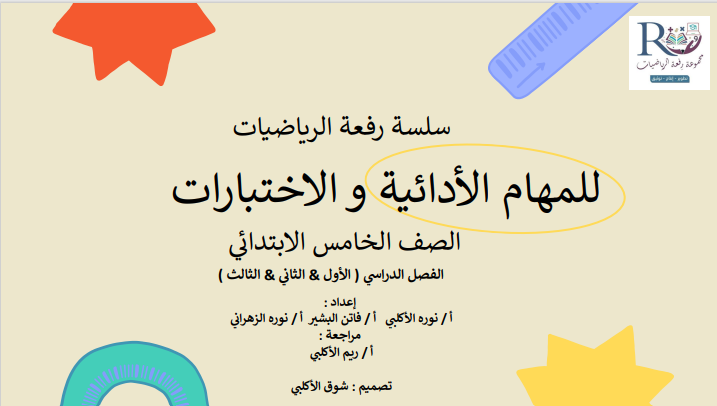 مجموعة رفعة الرياضيات
سلسة رفعة الرياضيات
للمهام الأدائية و الاختبارات
الصف الخامس الابتدائي
الفصل الدراسي ( الأول & الثاني & الثالث )
إعداد :
أ / نوره الأكلبي أ / فاتن البشير أ / نوره الزهراني
مراجعة :
أ / ريم الأكلبي
تصميم : شوق الأكلبي